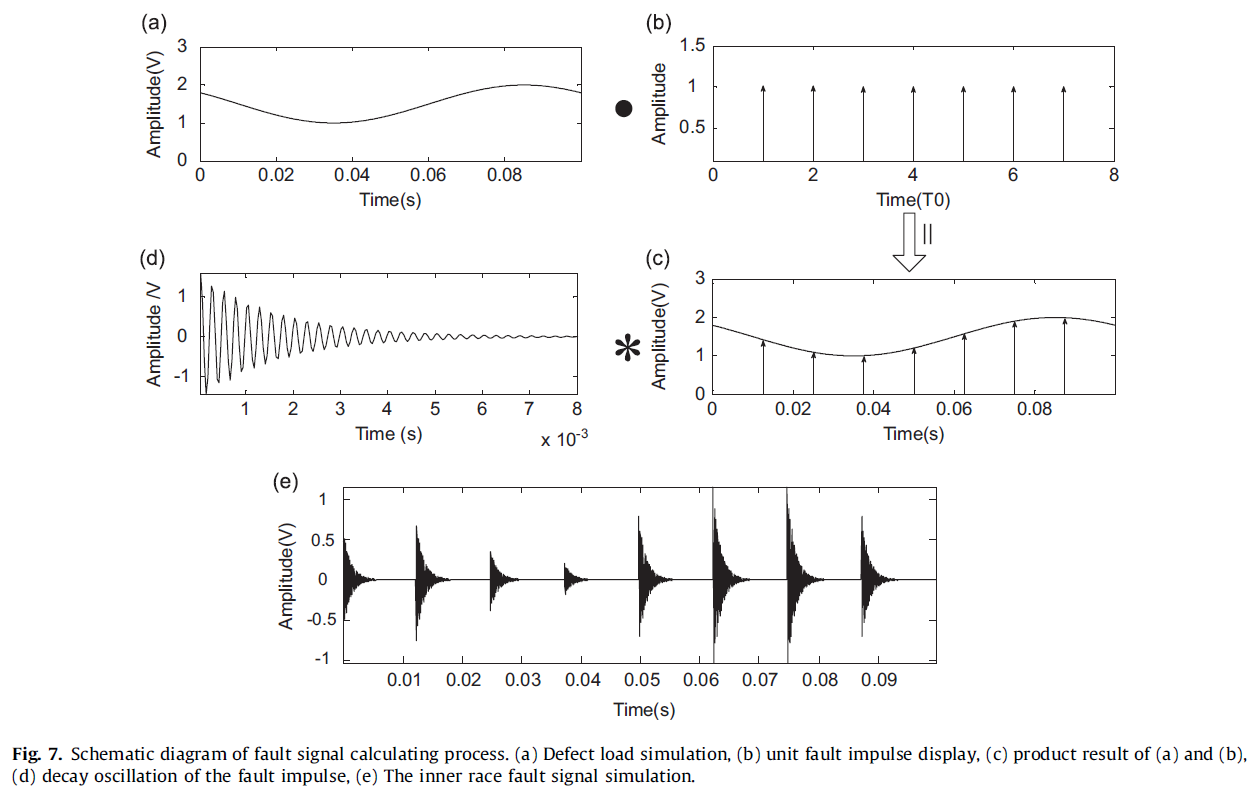 (a)
3
2
1
0
Amplitude(V)
0 0.02 0.04 0.06 0.08
Time(s)
(b)
1.5
1
0.5
Amplitude
0 2 4 6 8
Time(T0)
(d)
1
0
-1
Amplitude /V
1 2 3 4 5 6 7 8
Time (s)
x 10-3
(c)
3
2
1
0
Amplitude(V)
0 0.02 0.04 0.06 0.08
Time(s)
(e)
1
0.5
0
-0.5
-1
Amplitude(V)
0.01 0.02 0.03 0.04 0.05 0.06 0.07 0.08 0.09
Time(s)
Fig. 7. Schematic diagram of fault signal calculating process. (a) Defect load simulation, (b) unit fault impulse display, (c) product result of (a) and (b),
(d) decay oscillation of the fault impulse, (e) The inner race fault signal simulation.